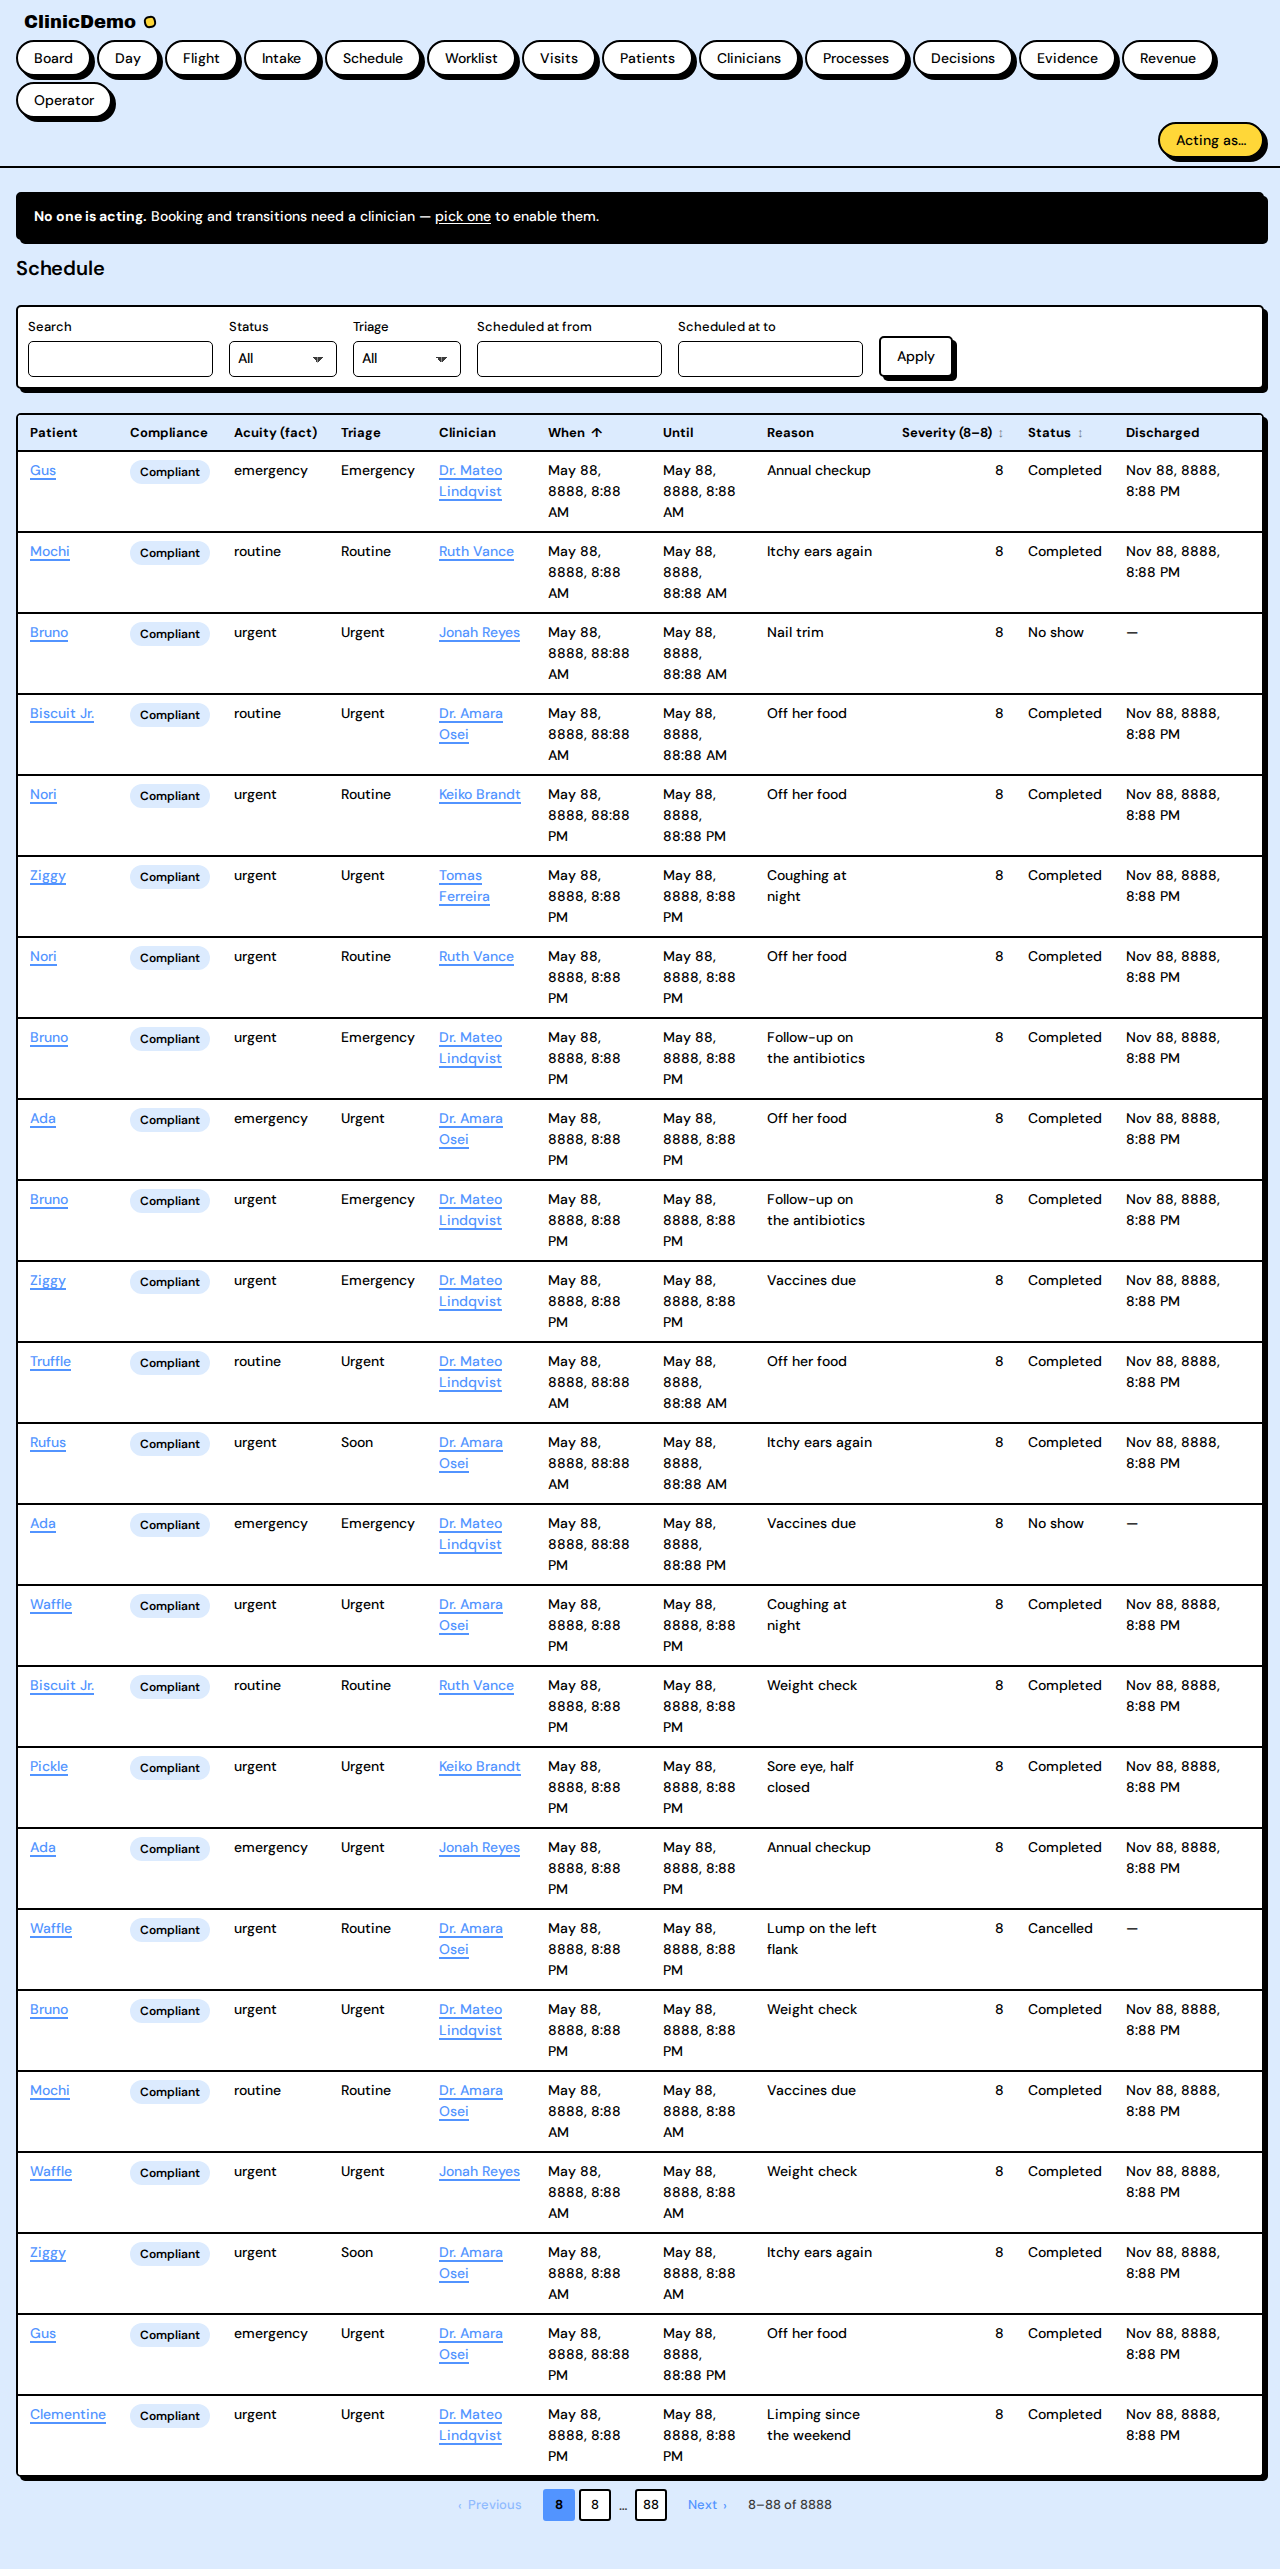 ClinicDemo
Board Day Flight Intake Schedule Worklist Visits Patients Clinicians Processes Decisions Evidence Revenue
Operator
Acting as...
No one is acting. Booking and transitions need a clinician — pick one to enable them.
Schedule
Search Status Triage Scheduled at from Scheduled at to
All All Apply
Patient Compliance Acuity (fact) Triage Clinician When ↑ Until Reason Severity (8–8) ↕ Status ↕ Discharged
Gus Compliant emergency Emergency Dr. Mateo May 88, May 88, Annual checkup 8 Completed Nov 88, 8888,
Lindqvist 8888, 8:88 8888, 8:88 8:88 PM
AM AM
Mochi Compliant routine Routine Ruth Vance May 88, May 88, Itchy ears again 8 Completed Nov 88, 8888,
8888, 8:88 8888, 8:88 PM
AM 88:88 AM
Bruno Compliant urgent Urgent Jonah Reyes May 88, May 88, Nail trim 8 No show —
8888, 88:88 8888,
AM 88:88 AM
Biscuit Jr. Compliant routine Urgent Dr. Amara May 88, May 88, Off her food 8 Completed Nov 88, 8888,
Osei 8888, 88:88 8888, 8:88 PM
AM 88:88 AM
Nori Compliant urgent Routine Keiko Brandt May 88, May 88, Off her food 8 Completed Nov 88, 8888,
8888, 88:88 8888, 8:88 PM
PM 88:88 PM
Ziggy Compliant urgent Urgent Tomas May 88, May 88, Coughing at 8 Completed Nov 88, 8888,
Ferreira 8888, 8:88 8888, 8:88 night 8:88 PM
PM PM
Nori Compliant urgent Routine Ruth Vance May 88, May 88, Off her food 8 Completed Nov 88, 8888,
8888, 8:88 8888, 8:88 8:88 PM
PM PM
Bruno Compliant urgent Emergency Dr. Mateo May 88, May 88, Follow-up on 8 Completed Nov 88, 8888,
Lindqvist 8888, 8:88 8888, 8:88 the antibiotics 8:88 PM
PM PM
Ada Compliant emergency Urgent Dr. Amara May 88, May 88, Off her food 8 Completed Nov 88, 8888,
Osei 8888, 8:88 8888, 8:88 8:88 PM
PM PM
Bruno Compliant urgent Emergency Dr. Mateo May 88, May 88, Follow-up on 8 Completed Nov 88, 8888,
Lindqvist 8888, 8:88 8888, 8:88 the antibiotics 8:88 PM
PM PM
Ziggy Compliant urgent Emergency Dr. Mateo May 88, May 88, Vaccines due 8 Completed Nov 88, 8888,
Lindqvist 8888, 8:88 8888, 8:88 8:88 PM
PM PM
Truffle Compliant routine Urgent Dr. Mateo May 88, May 88, Off her food 8 Completed Nov 88, 8888,
Lindqvist 8888, 88:88 8888, 8:88 PM
AM 88:88 AM
Rufus Compliant urgent Soon Dr. Amara May 88, May 88, Itchy ears again 8 Completed Nov 88, 8888,
Osei 8888, 88:88 8888, 8:88 PM
AM 88:88 AM
Ada Compliant emergency Emergency Dr. Mateo May 88, May 88, Vaccines due 8 No show —
Lindqvist 8888, 88:88 8888,
PM 88:88 PM
Waffle Compliant urgent Urgent Dr. Amara May 88, May 88, Coughing at 8 Completed Nov 88, 8888,
Osei 8888, 8:88 8888, 8:88 night 8:88 PM
PM PM
Biscuit Jr. Compliant routine Routine Ruth Vance May 88, May 88, Weight check 8 Completed Nov 88, 8888,
8888, 8:88 8888, 8:88 8:88 PM
PM PM
Pickle Compliant urgent Urgent Keiko Brandt May 88, May 88, Sore eye, half 8 Completed Nov 88, 8888,
8888, 8:88 8888, 8:88 closed 8:88 PM
PM PM
Ada Compliant emergency Urgent Jonah Reyes May 88, May 88, Annual checkup 8 Completed Nov 88, 8888,
8888, 8:88 8888, 8:88 8:88 PM
PM PM
Waffle Compliant urgent Routine Dr. Amara May 88, May 88, Lump on the left 8 Cancelled —
Osei 8888, 8:88 8888, 8:88 flank
PM PM
Bruno Compliant urgent Urgent Dr. Mateo May 88, May 88, Weight check 8 Completed Nov 88, 8888,
Lindqvist 8888, 8:88 8888, 8:88 8:88 PM
PM PM
Mochi Compliant routine Routine Dr. Amara May 88, May 88, Vaccines due 8 Completed Nov 88, 8888,
Osei 8888, 8:88 8888, 8:88 8:88 PM
AM AM
Waffle Compliant urgent Urgent Jonah Reyes May 88, May 88, Weight check 8 Completed Nov 88, 8888,
8888, 8:88 8888, 8:88 8:88 PM
AM AM
Ziggy Compliant urgent Soon Dr. Amara May 88, May 88, Itchy ears again 8 Completed Nov 88, 8888,
Osei 8888, 8:88 8888, 8:88 8:88 PM
AM AM
Gus Compliant emergency Urgent Dr. Amara May 88, May 88, Off her food 8 Completed Nov 88, 8888,
Osei 8888, 88:88 8888, 8:88 PM
PM 88:88 PM
Clementine Compliant urgent Urgent Dr. Mateo May 88, May 88, Limping since 8 Completed Nov 88, 8888,
Lindqvist 8888, 8:88 8888, 8:88 the weekend 8:88 PM
PM PM
‹ Previous 8 8 ... 88 Next › 8–88 of 8888